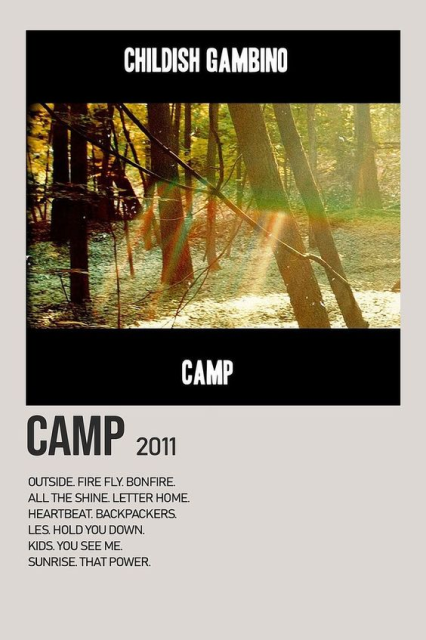 CHILDISH GAMBINO
CAMP
CAMP 2011
OUTSIDE. FIRE FLY. BONFIRE.
ALL THE SHINE. LETTER HOME.
HEARTBEAT. BACKPACKERS.
LES. HOLD YOU DOWN.
KIDS. YOU SEE ME.
SUNRISE. THAT POWER.